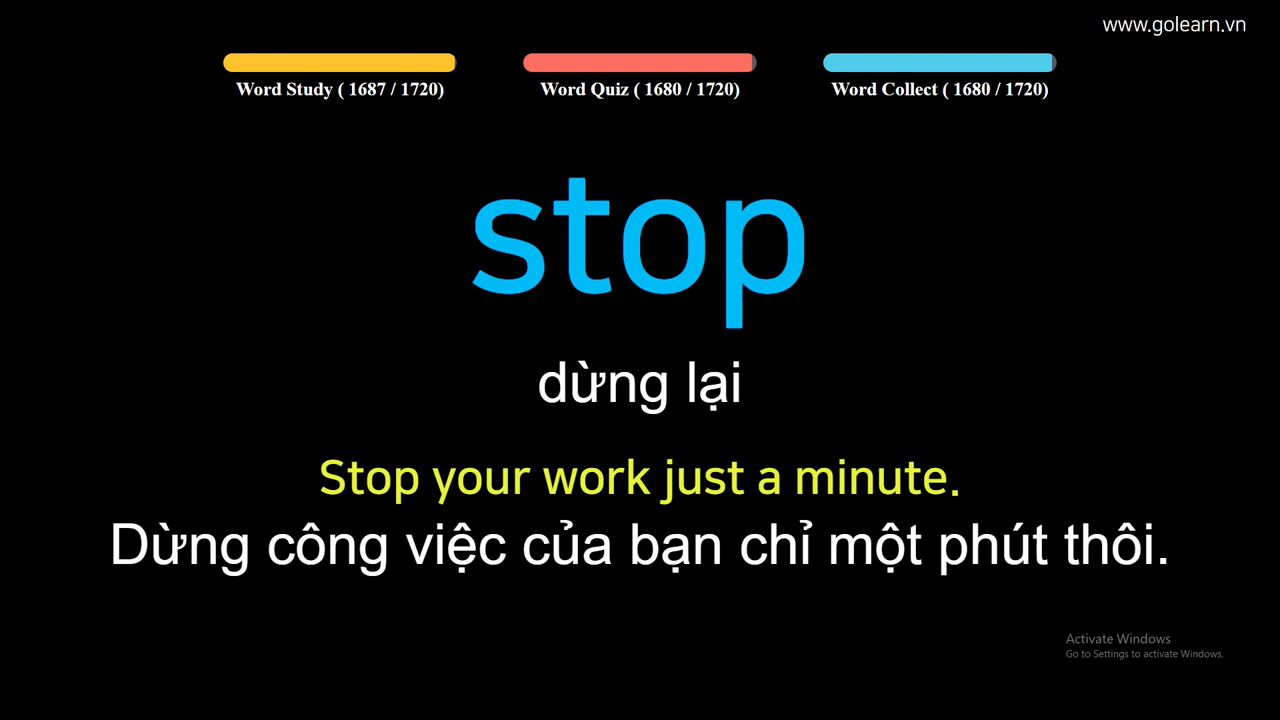 www.golearn.vn
Word Study ( 1687 / 1720)
Word Quiz ( 1680 / 1720)
Word Collect ( 1680 / 1720)
stop
dừng lại
Stop your work just a minute.
Dừng công việc của bạn chỉ một phút thôi.
Activate Windows
Go to Settings to activate Windows.